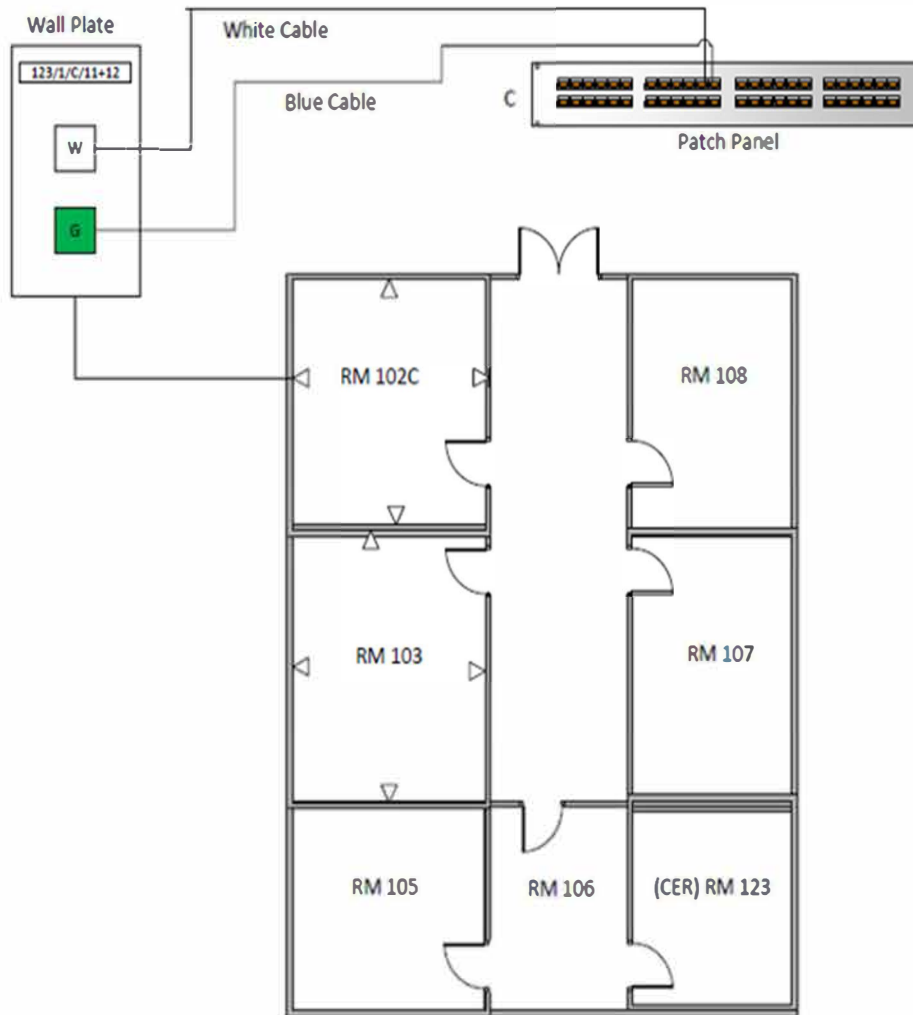 Wall Plate
White Cable
123/1/C/11+12
Blue Cable
C
W
Patch Panel
G
RM 102C
RM 108
RM 103
RM 107
RM 105
RM 106
(CER) RM 123